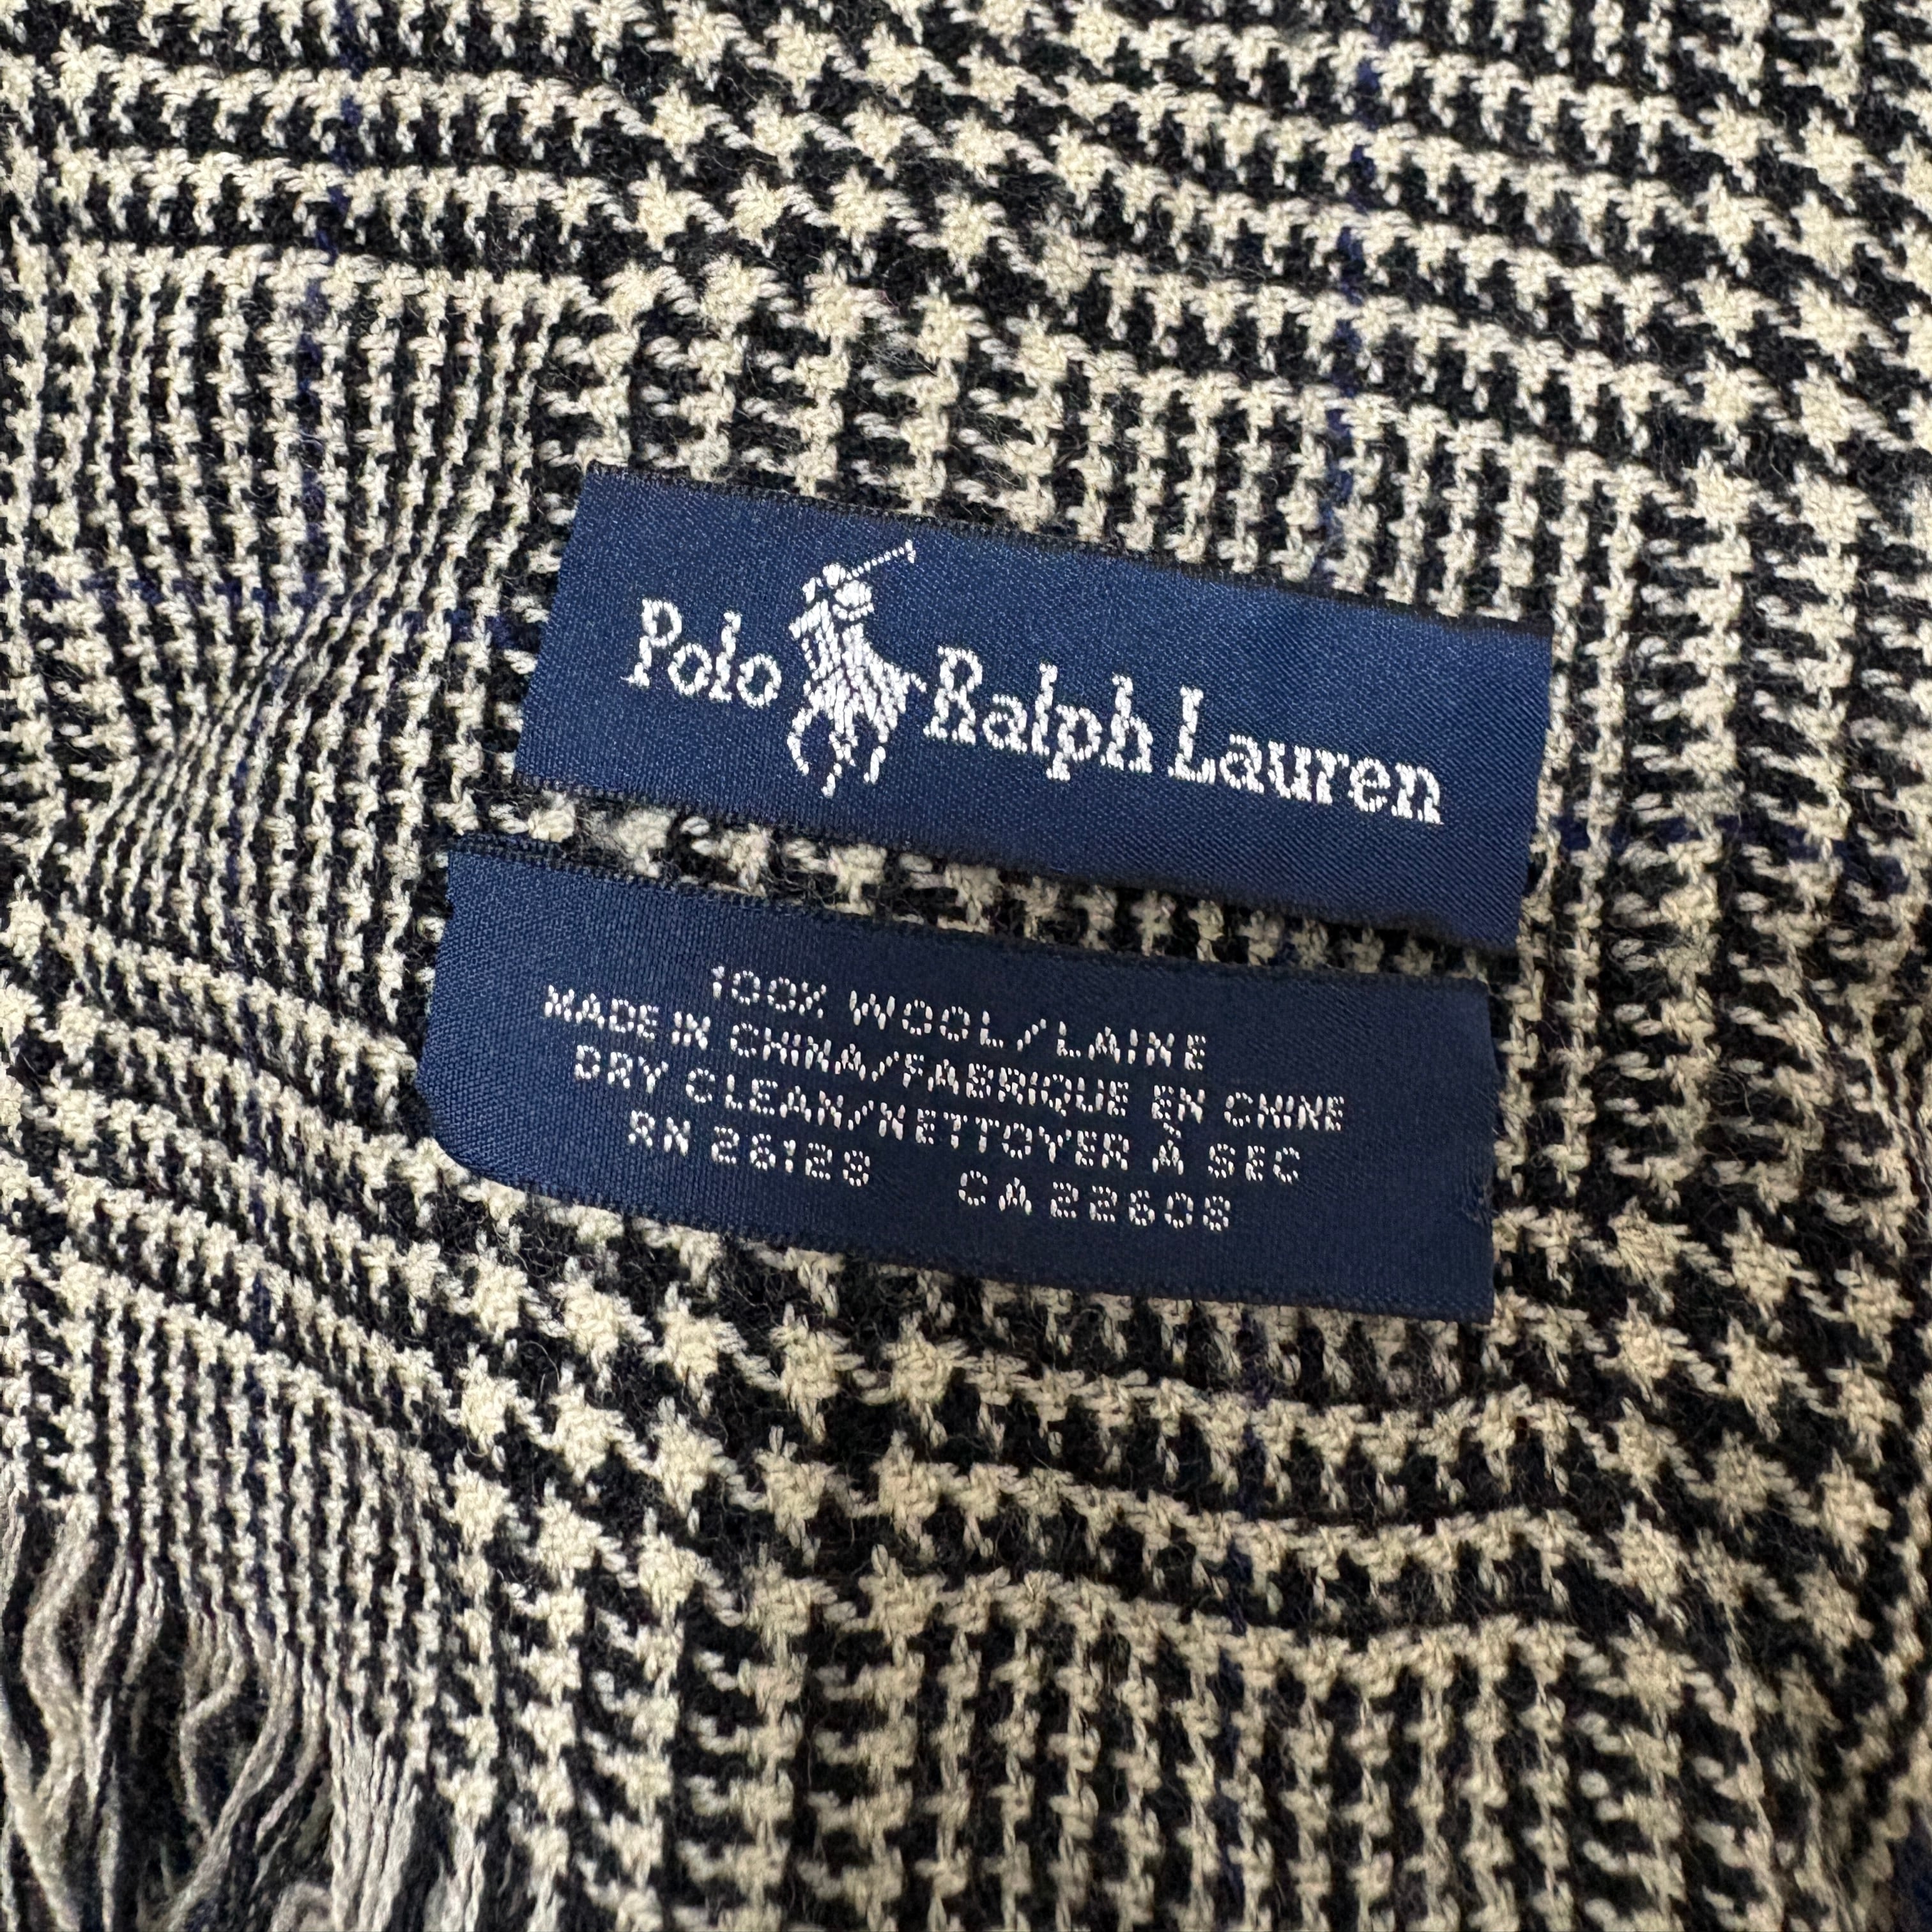 Polo Ralph Lauren
100% WOOL/LAINE
MADE IN CHINA/FABRIQUE EN CHINE
DRY CLEAN/NETTOYER À SEC
RN 26128 CA 22608